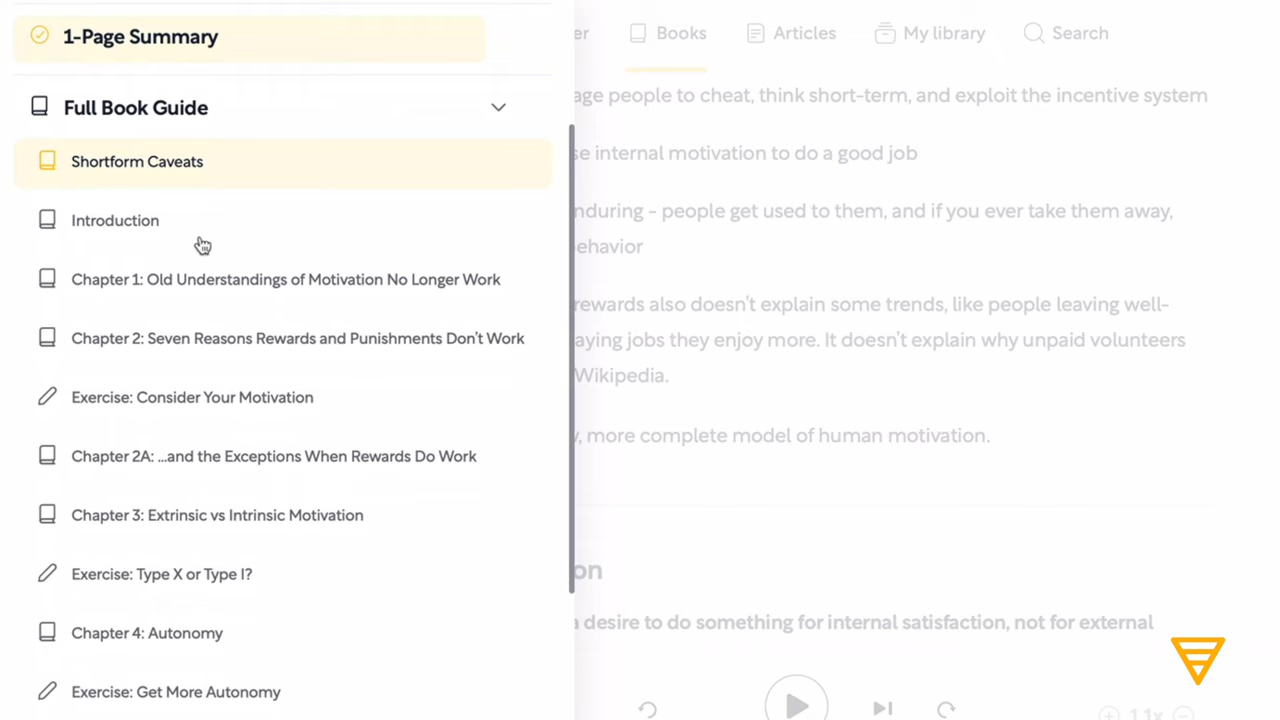 1-Page Summary
Full Book Guide
Shortform Caveats
Introduction
Chapter 1: Old Understandings of Motivation No Longer Work
Chapter 2: Seven Reasons Rewards and Punishments Don't Work
Exercise: Consider Your Motivation
Chapter 2A: ...and the Exceptions When Rewards Do Work
Chapter 3: Extrinsic vs Intrinsic Motivation
Exercise: Type X or Type I?
Chapter 4: Autonomy
Exercise: Get More Autonomy
er Books Articles My library Search
age people to cheat, think short-term, and exploit the incentive system
se internal motivation to do a good job
nduring - people get used to them, and if you ever take them away,
ehavior
rewards also doesn't explain some trends, like people leaving well-
aying jobs they enjoy more. It doesn't explain why unpaid volunteers
Wikipedia.
, more complete model of human motivation.
on
a desire to do something for internal satisfaction, not for external
1.1x